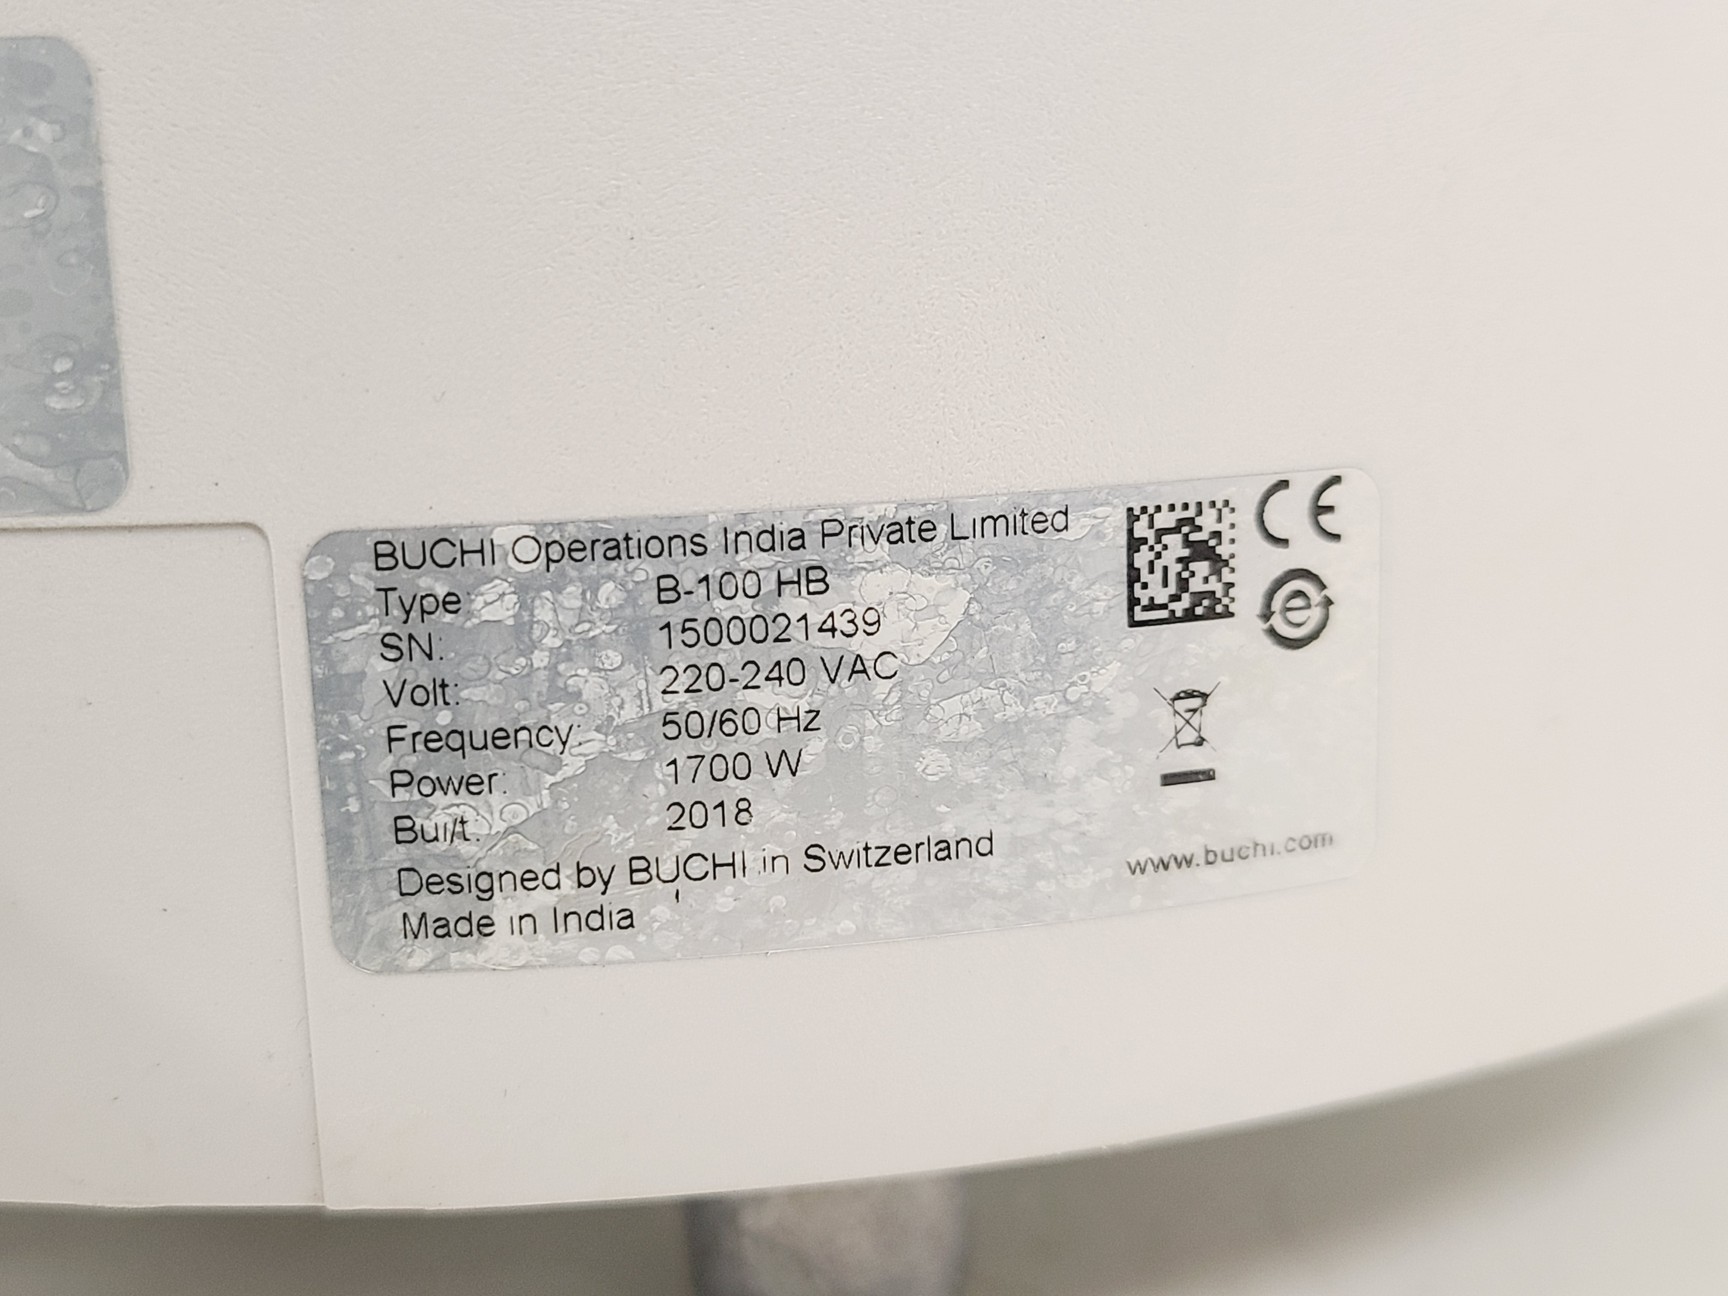 BUCHI Operations India Private Limited
Type: B-100 HB
SN: 1500021439
Volt: 220-240 VAC
Frequency: 50/60 Hz
Power: 1700 W
Built: 2018
Designed by BUCHI in Switzerland
Made in India
CE
e
www.buchi.com